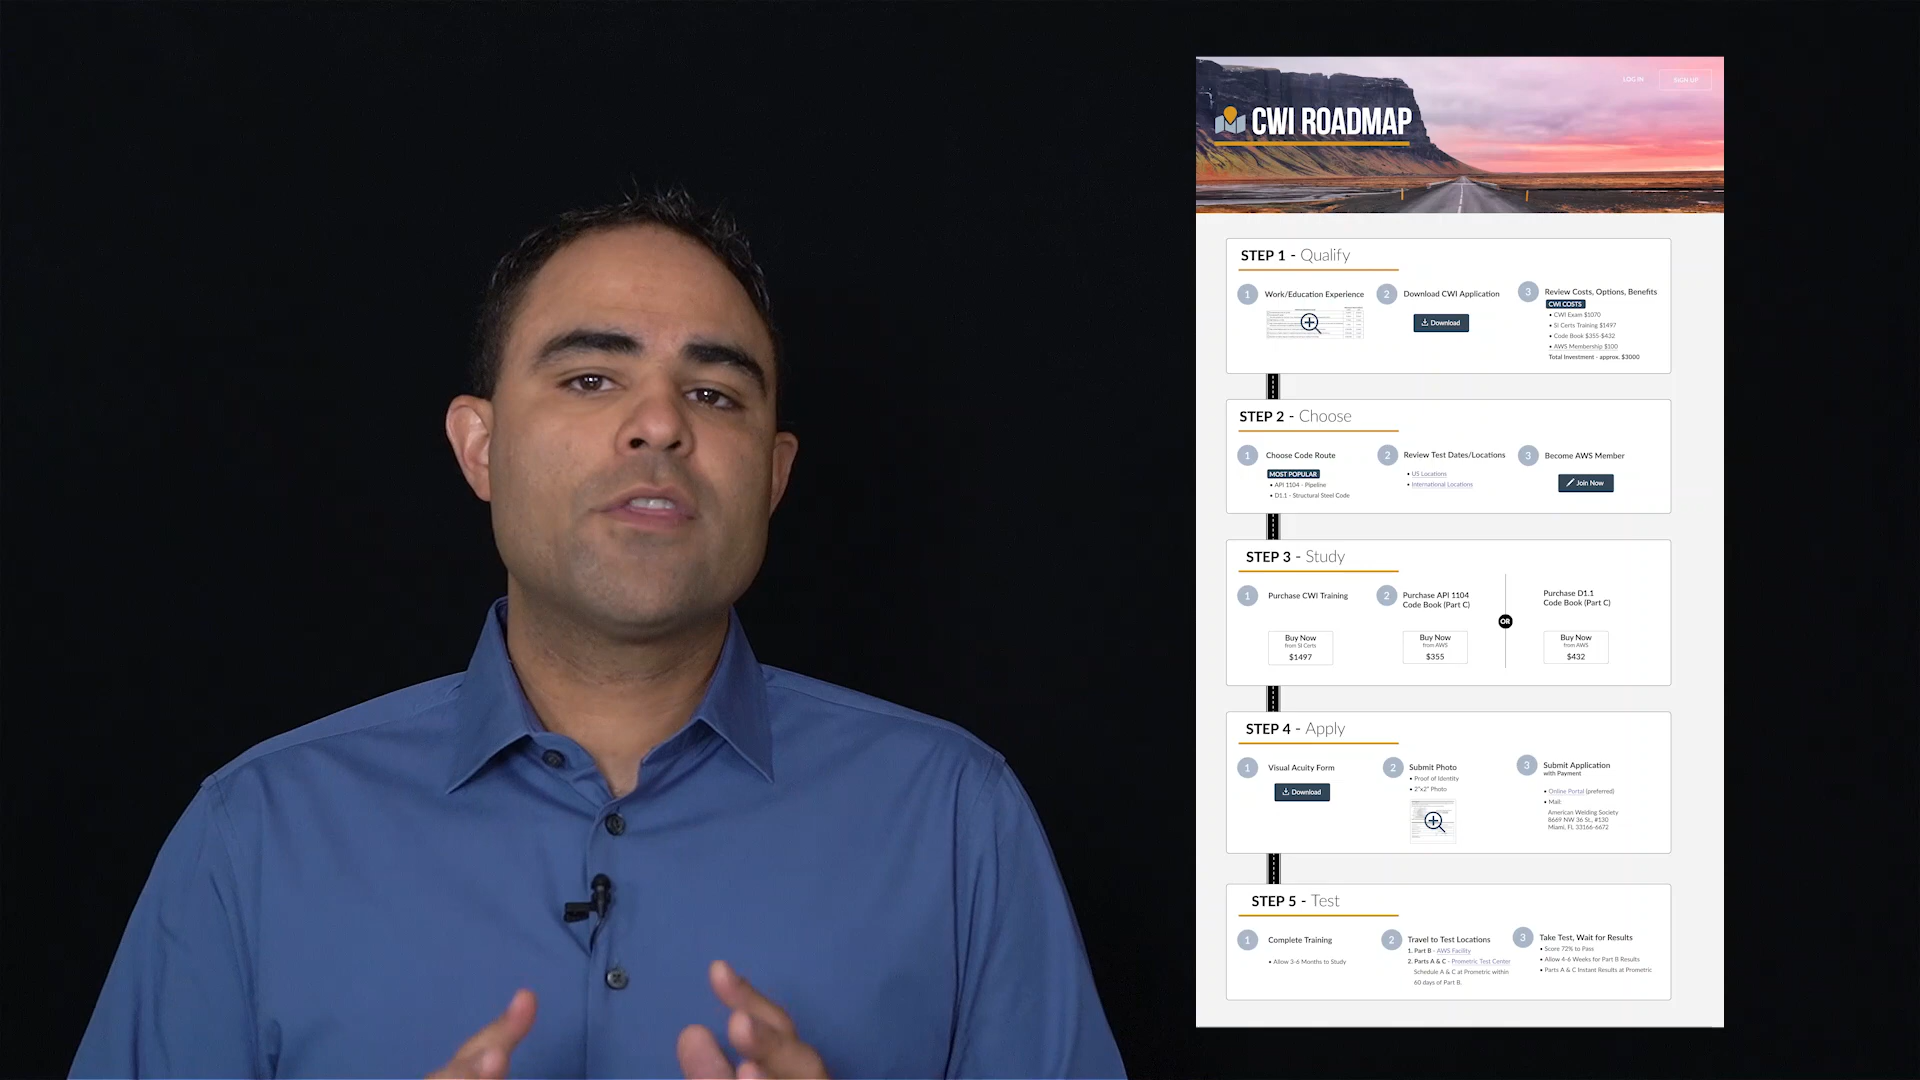 LOG IN
SIGN UP
CWI ROADMAP
STEP 1 - Qualify
1 Work/Education Experience
2 Download CWI Application
Download
3 Review Costs, Options, Benefits
CWI COSTS
• CWI Exam $1070
• SI Certs Training $1497
• Code Book $355-$432
• AWS Membership $100
Total Investment - approx. $3000
STEP 2 - Choose
1 Choose Code Route
MOST POPULAR
• API 1104 - Pipeline
• D1.1 - Structural Steel Code
2 Review Test Dates/Locations
• US Locations
• International Locations
3 Become AWS Member
Join Now
STEP 3 - Study
1 Purchase CWI Training
Buy Now
from SI Certs
$1497
2 Purchase API 1104
Code Book (Part C)
Buy Now
from AWS
$355
OR
Purchase D1.1
Code Book (Part C)
Buy Now
from AWS
$432
STEP 4 - Apply
1 Visual Acuity Form
Download
2 Submit Photo
• Proof of Identity
• 2"x2" Photo
3 Submit Application
with Payment
• Online Portal (preferred)
• Mail:
American Welding Society
8669 NW 36 St., #130
Miami, FL 33166-6672
STEP 5 - Test
1 Complete Training
• Allow 3-6 Months to Study
2 Travel to Test Locations
1. Part B - AWS Facility
2. Parts A & C - Prometric Test Center
Schedule A & C at Prometric within
60 days of Part B.
3 Take Test, Wait for Results
• Score 72% to Pass
• Allow 4-6 Weeks for Part B Results
• Parts A & C Instant Results at Prometric